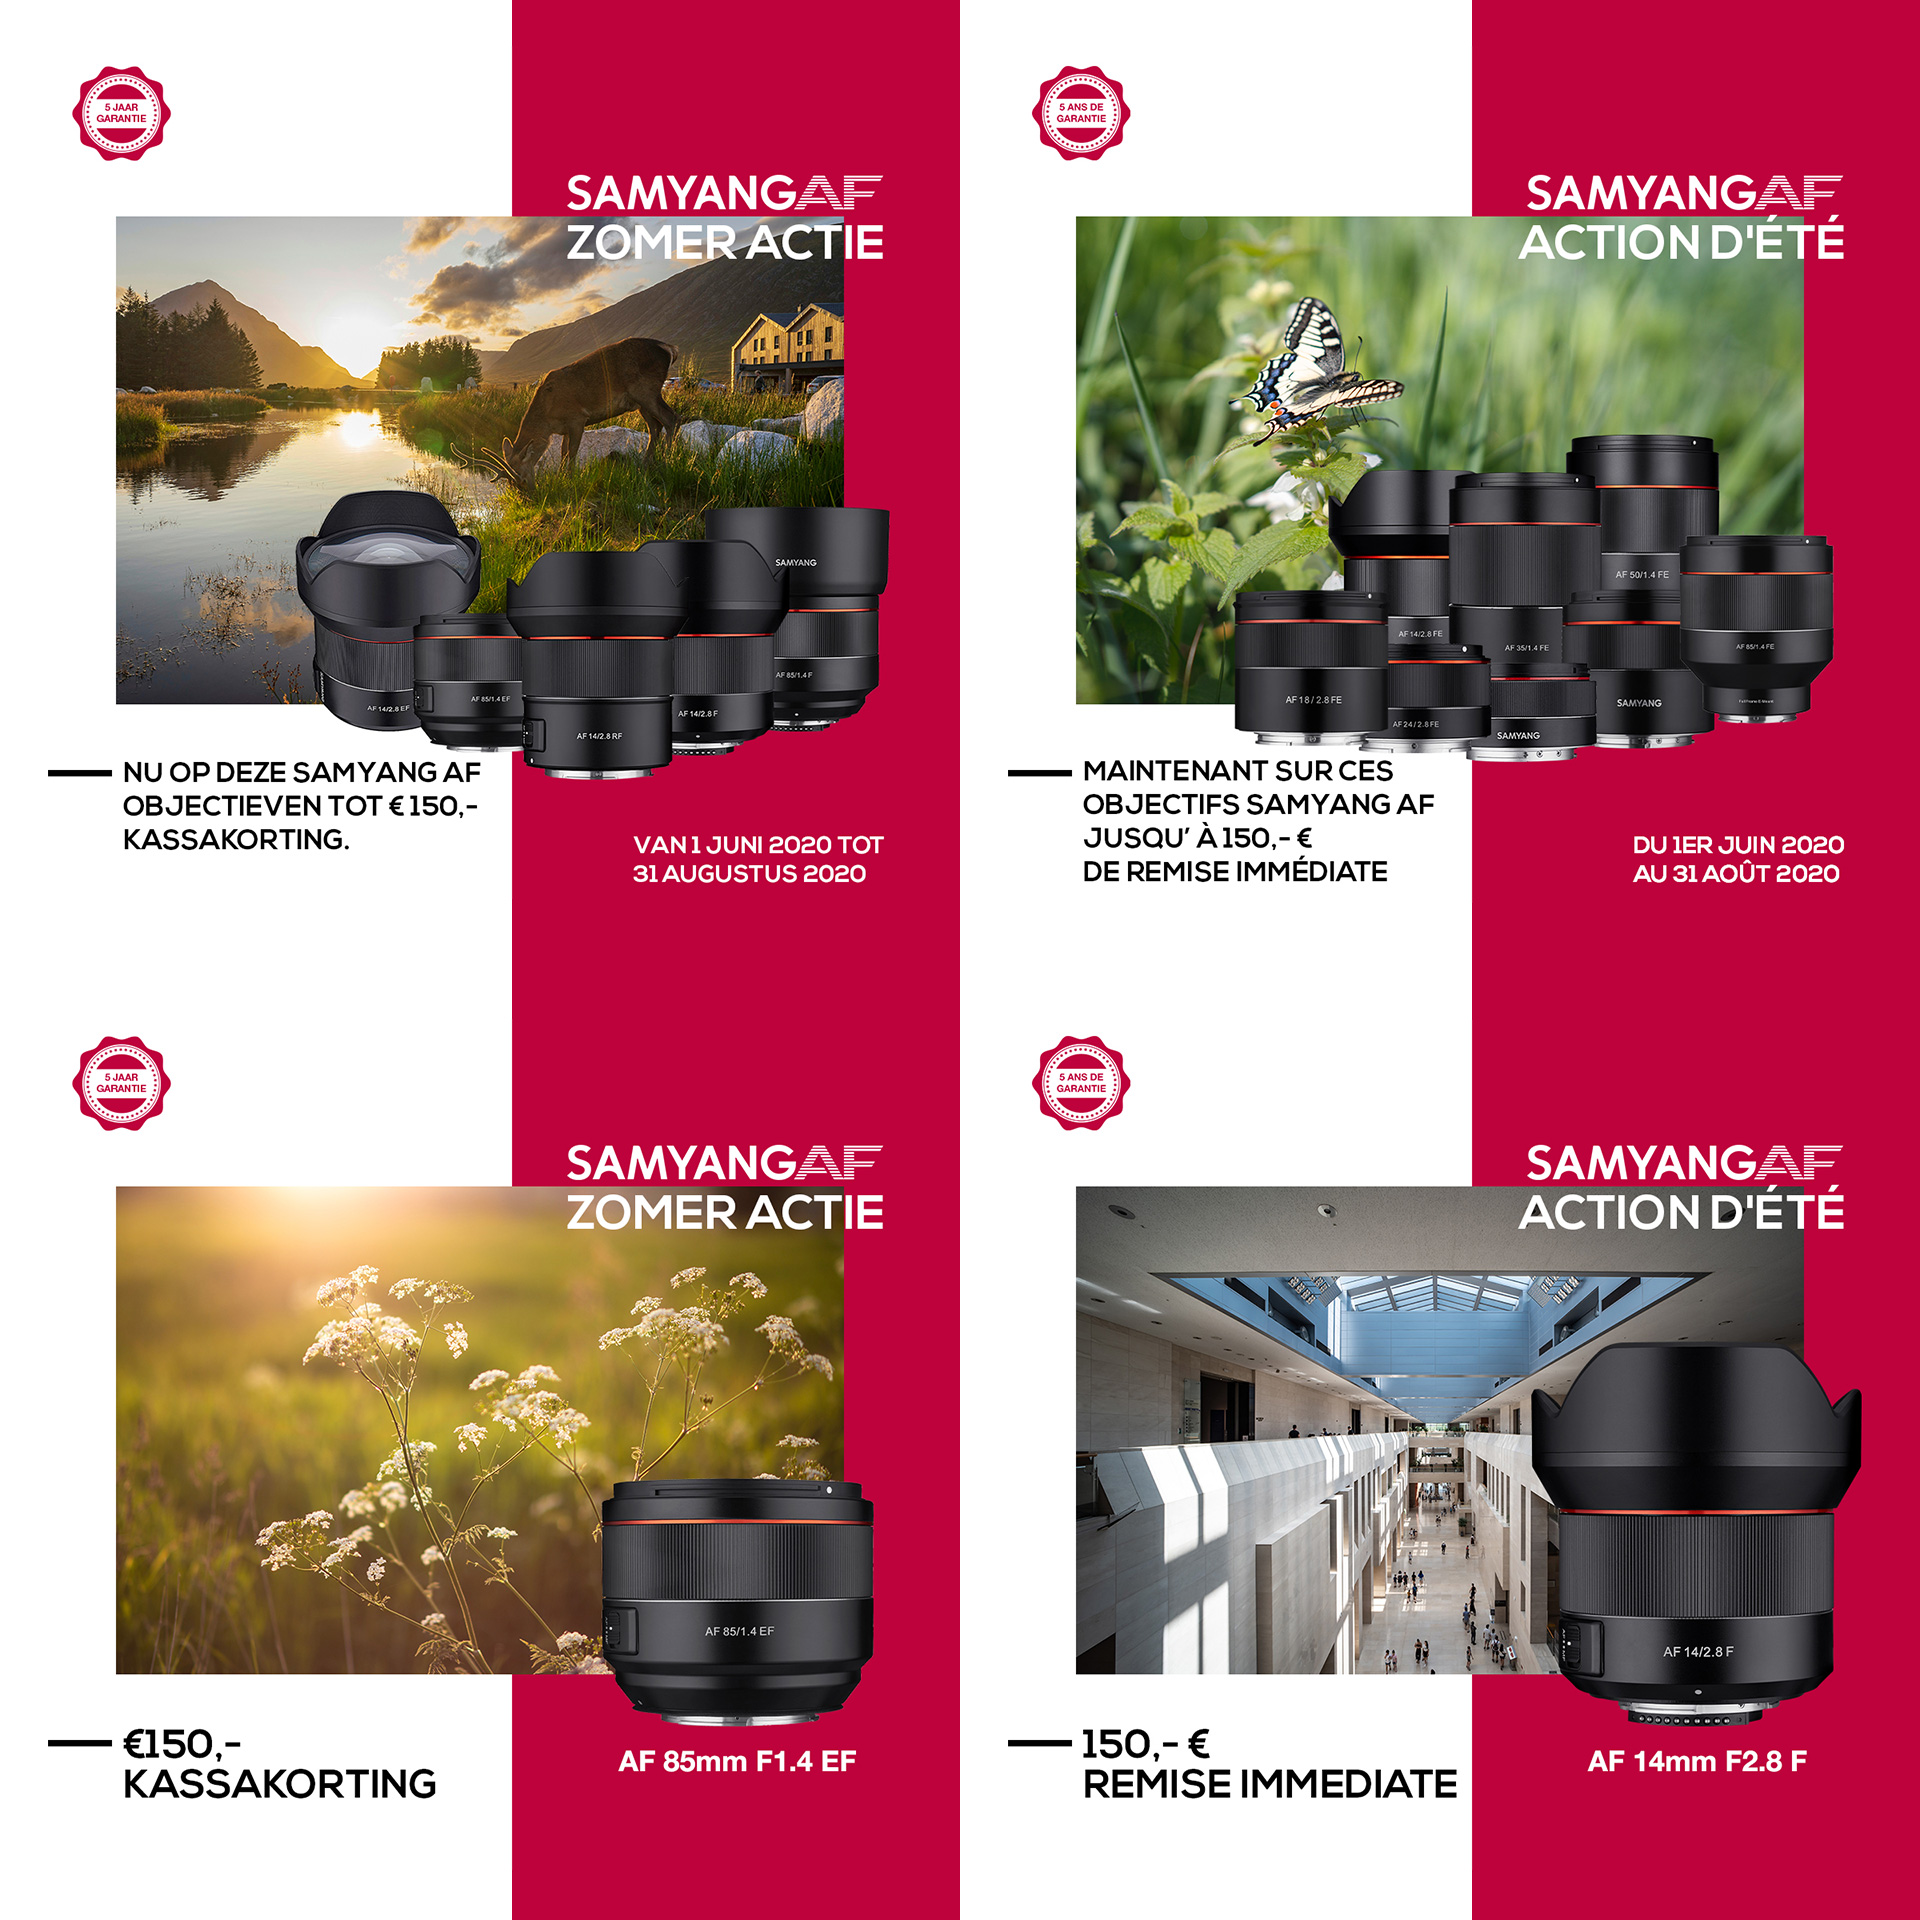 5 JAAR
GARANTIE
SAMYANG AF
ZOMER ACTIE
SAMYANG
AF 14/2.8 EF
AF 85/1.4 EF
AF 14/2.8 RF
AF 14/2.8 F
AF 85/1.4 F
NU OP DEZE SAMYANG AF
OBJECTIEVEN TOT € 150,-
KASSAKORTING.
VAN 1 JUNI 2020 TOT
31 AUGUSTUS 2020
5 ANS DE
GARANTIE
SAMYANG AF
ACTION D'ÉTÉ
AF 50/1.4 FE
AF 14/2.8 FE
AF 35/1.4 FE
AF 85/1.4 FE
AF 18 / 2.8 FE
AF 24 / 2.8 FE
SAMYANG
SAMYANG
MAINTENANT SUR CES
OBJECTIFS SAMYANG AF
JUSQU' À 150,- €
DE REMISE IMMÉDIATE
DU 1ER JUIN 2020
AU 31 AOÛT 2020
5 JAAR
GARANTIE
SAMYANG AF
ZOMER ACTIE
AF 85/1.4 EF
€150,-
KASSAKORTING
AF 85mm F1.4 EF
5 ANS DE
GARANTIE
SAMYANG AF
ACTION D'ÉTÉ
AF 14/2.8 F
150,- €
REMISE IMMEDIATE
AF 14mm F2.8 F